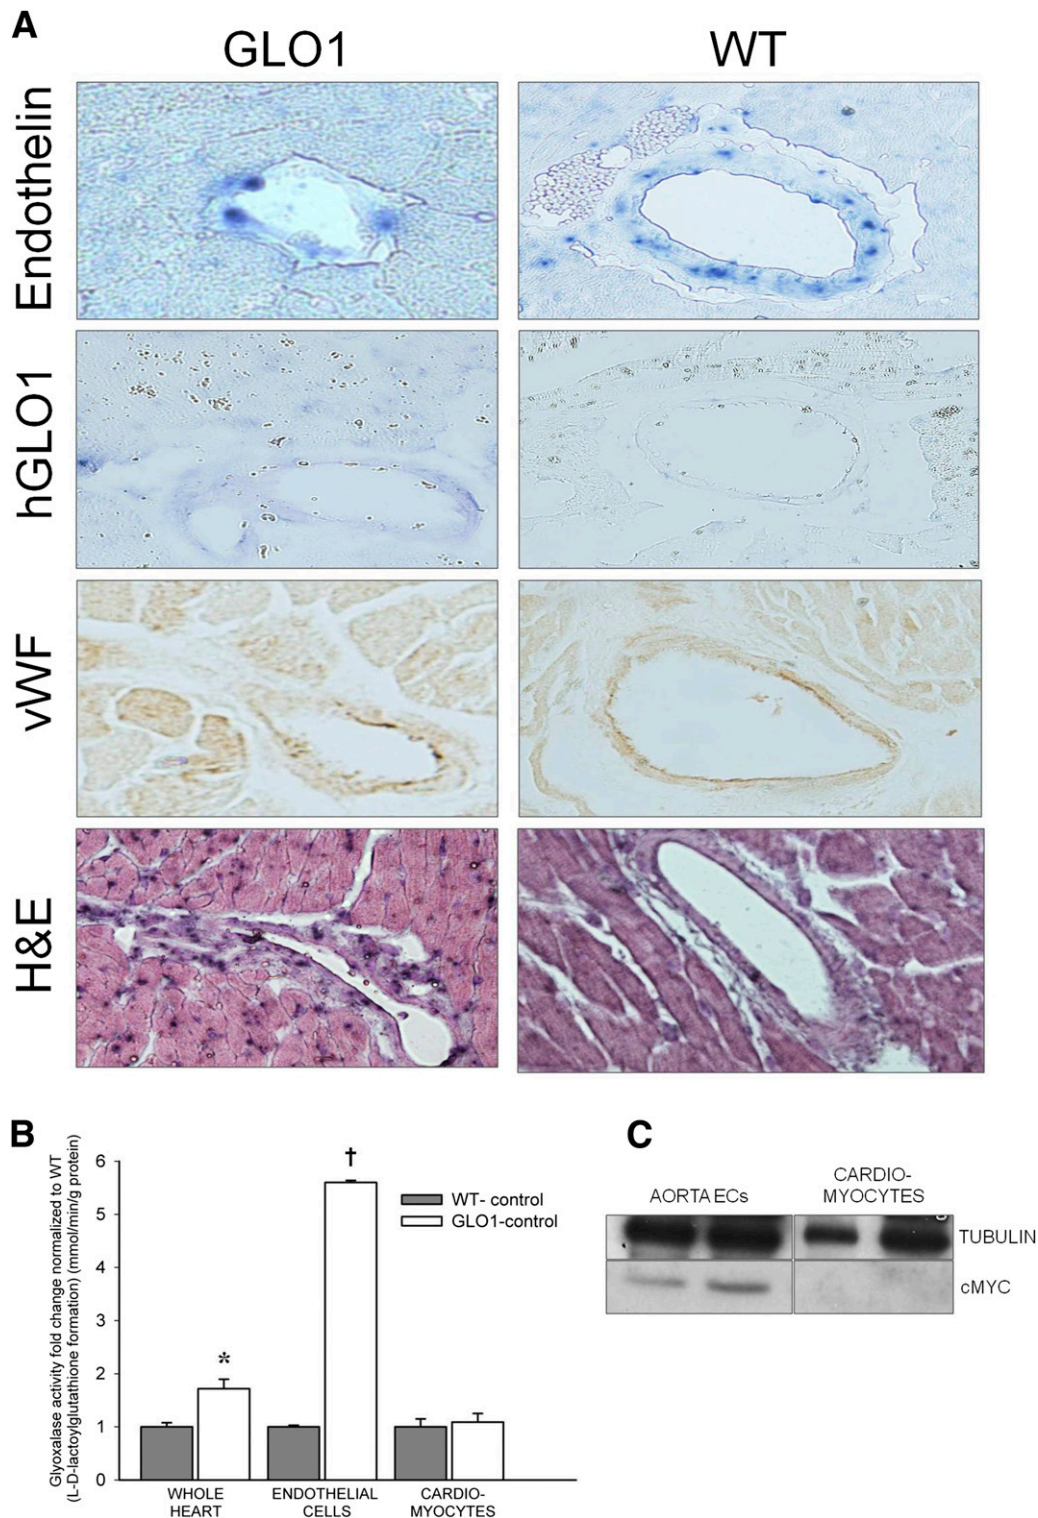 A
GLO1
WT
Endothelin
hGLO1
vWF
H&E
B
Glyoxalase activity fold change normalized to WT
(L-D-lactoylglutathione formation) (mmol/min/g protein)
6
5
4
3
2
1
0
*
†
WT- control
GLO1-control
WHOLE
HEART
ENDOTHELIAL
CELLS
CARDIO-
MYOCYTES
C
AORTA ECs
CARDIO-
MYOCYTES
TUBULIN
cMYC